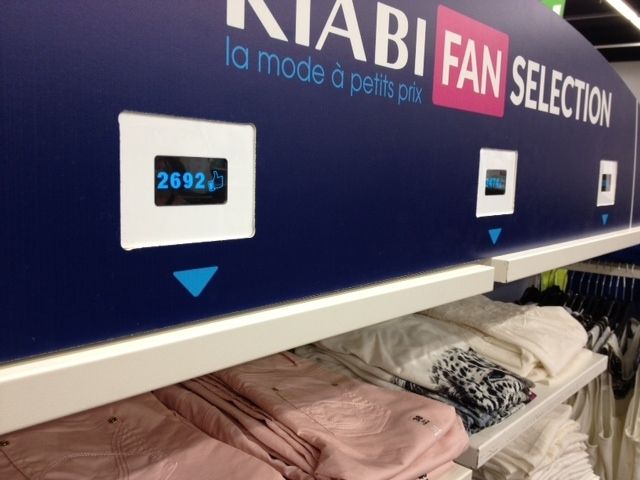 KIABI
la mode à petits prix
FAN
SELECTION
2692